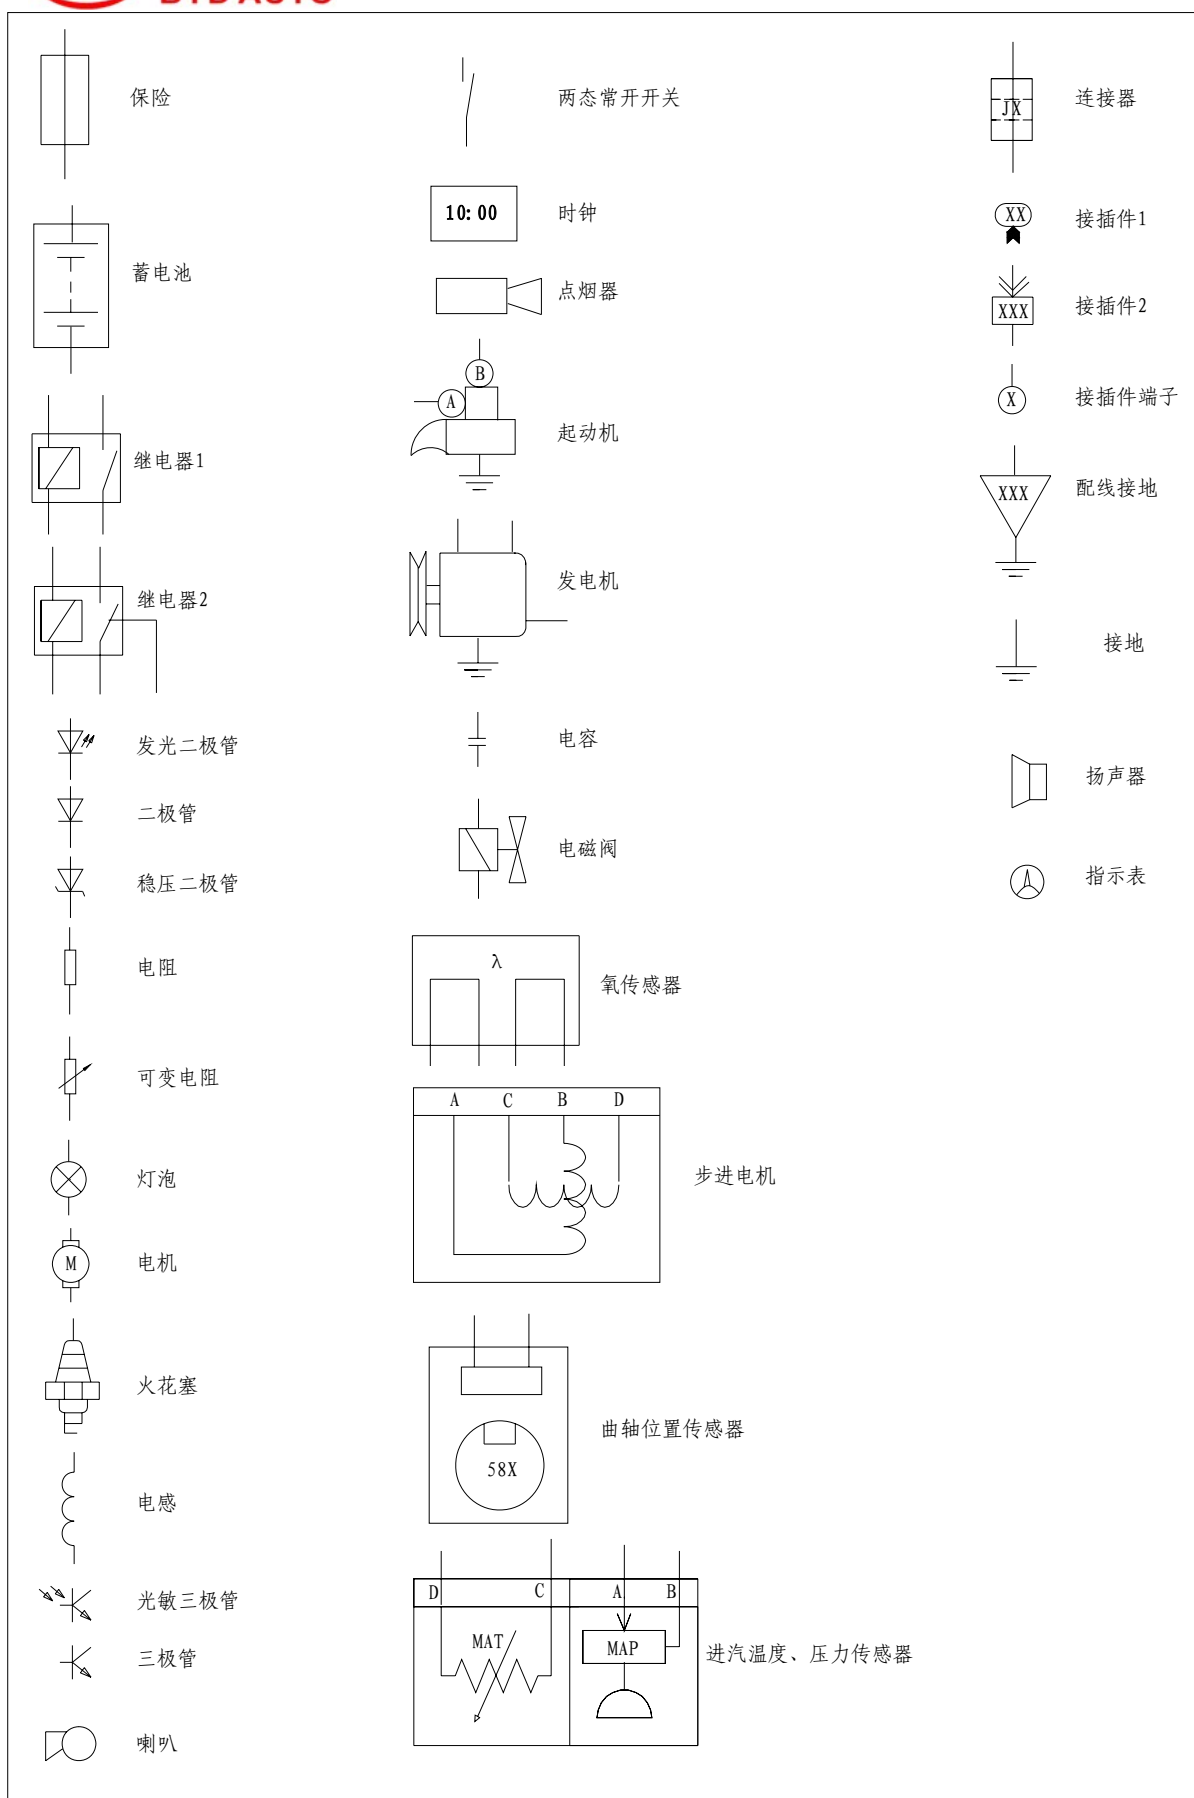 BYD AUTO
保险
蓄电池
继电器1
继电器2
发光二极管
二极管
稳压二极管
电阻
可变电阻
灯泡
M
电机
火花塞
电感
光敏三极管
三极管
喇叭
两态常开开关
10:00
时钟
点烟器
B
A
起动机
发电机
电容
电磁阀
λ
氧传感器
A C B D
步进电机
58X
曲轴位置传感器
D C A B
MAT
MAP
进汽温度、压力传感器
JX
连接器
XX
接插件1
XXX
接插件2
X
接插件端子
XXX
配线接地
接地
扬声器
指示表